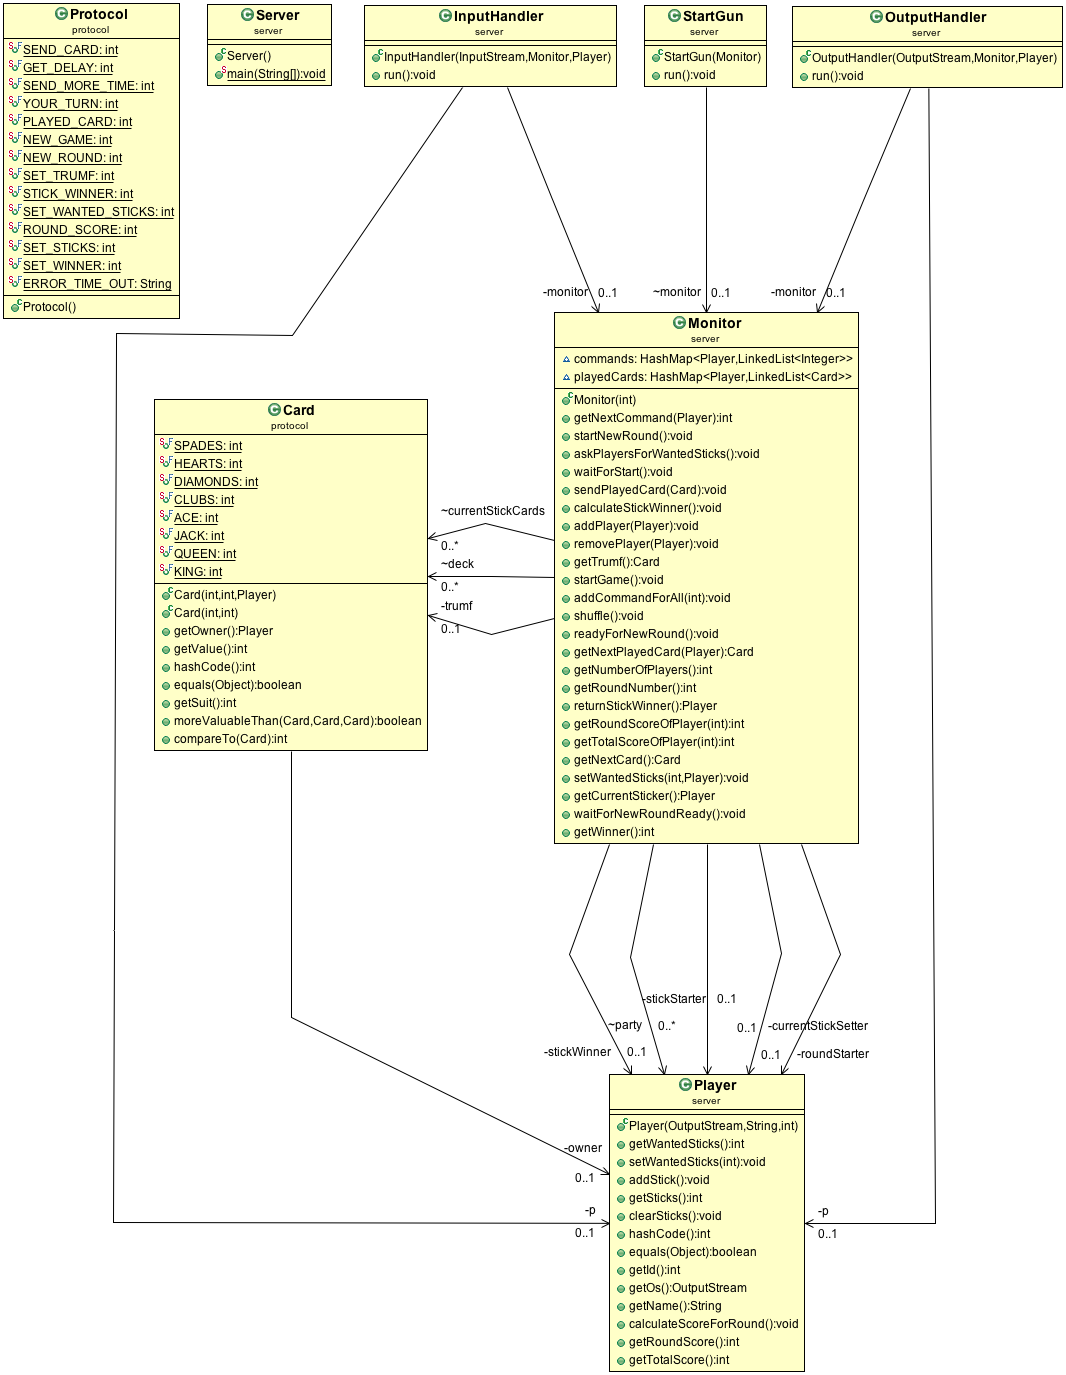 Protocol
protocol
SEND_CARD: int
GET_DELAY: int
SEND_MORE_TIME: int
YOUR_TURN: int
PLAYED_CARD: int
NEW_GAME: int
NEW_ROUND: int
SET_TRUMF: int
STICK_WINNER: int
SET_WANTED_STICKS: int
ROUND_SCORE: int
SET_STICKS: int
SET_WINNER: int
ERROR_TIME_OUT: String
Protocol()
Server
server
Server()
main(String[]):void
InputHandler
server
InputHandler(InputStream,Monitor,Player)
run():void
StartGun
server
StartGun(Monitor)
run():void
OutputHandler
server
OutputHandler(OutputStream,Monitor,Player)
run():void
-monitor 0..1
~monitor 0..1
-monitor 0..1
Monitor
server
commands: HashMap<Player,LinkedList<Integer>>
playedCards: HashMap<Player,LinkedList<Card>>
Monitor(int)
getNextCommand(Player):int
startNewRound():void
askPlayersForWantedSticks():void
waitForStart():void
sendPlayedCard(Card):void
calculateStickWinner():void
addPlayer(Player):void
removePlayer(Player):void
getTrumf():Card
startGame():void
addCommandForAll(int):void
shuffle():void
readyForNewRound():void
getNextPlayedCard(Player):Card
getNumberOfPlayers():int
getRoundNumber():int
returnStickWinner():Player
getRoundScoreOfPlayer(int):int
getTotalScoreOfPlayer(int):int
getNextCard():Card
setWantedSticks(int,Player):void
getCurrentSticker():Player
waitForNewRoundReady():void
getWinner():int
Card
protocol
SPADES: int
HEARTS: int
DIAMONDS: int
CLUBS: int
ACE: int
JACK: int
QUEEN: int
KING: int
Card(int,int,Player)
Card(int,int)
getOwner():Player
getValue():int
hashCode():int
equals(Object):boolean
getSuit():int
moreValuableThan(Card,Card,Card):boolean
compareTo(Card):int
~currentStickCards
0..*
~deck
0..*
-trumf
0..1
-stickStarter 0..1
~party 0..*
0..1 -currentStickSetter
-stickWinner 0..1
0..1 -roundStarter
Player
server
Player(OutputStream,String,int)
getWantedSticks():int
setWantedSticks(int):void
addStick():void
getSticks():int
clearSticks():void
hashCode():int
equals(Object):boolean
getId():int
getOs():OutputStream
getName():String
calculateScoreForRound():void
getRoundScore():int
getTotalScore():int
-owner
0..1
-p
0..1
-p
0..1